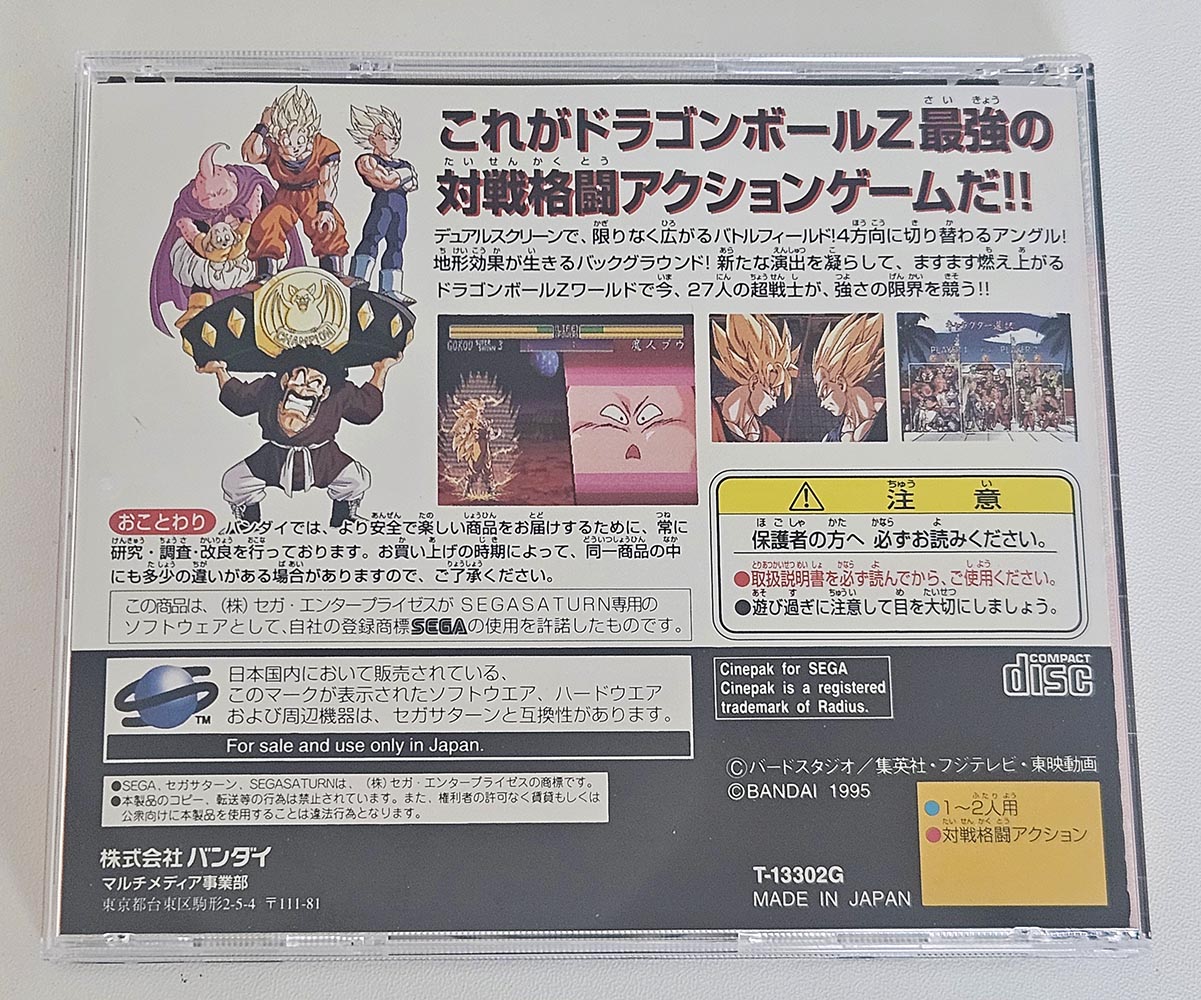 これがドラゴンボールZ最強の
対戦格闘アクションゲームだ!!
デュアルスクリーンで、限りなく広がるバトルフィールド!4方向に切り替わるアングル!
地形効果が生きるバックグラウンド! 新たな演出を凝らして、ますます燃え上がる
ドラゴンボールZワールドで今、27人の超戦士が、強さの限界を競う!!
CHAMPION
LIFE
POWER
GOKOU SUPER SAIYAN 3
魔人ブウ
キャラクター選択
PLAYER 1
PLAYER 2
おことわり
バンダイでは、より安全で楽しい商品をお届けするために、常に
研究・調査・改良を行っております。お買い上げの時期によって、同一商品の中
にも多少の違いがある場合がありますので、ご了承ください。
この商品は、(株)セガ・エンタープライゼスが SEGASATURN専用の
ソフトウェアとして、自社の登録商標SEGAの使用を許諾したものです。
注意
保護者の方へ 必ずお読みください。
●取扱説明書を必ず読んでから、ご使用ください。
●遊び過ぎに注意して目を大切にしましょう。
日本国内において販売されている、
このマークが表示されたソフトウエア、ハードウエア
および周辺機器は、セガサターンと互換性があります。
TM
For sale and use only in Japan.
Cinepak for SEGA
Cinepak is a registered
trademark of Radius.
COMPACT
disc
●SEGA、セガサターン、SEGASATURNは、(株)セガ・エンタープライゼスの商標です。
●本製品のコピー、転送等の行為は禁止されています。また、権利者の許可なく賃貸もしくは
公衆向けに本製品を使用することは違法行為となります。
©バードスタジオ/集英社・フジテレビ・東映動画
©BANDAI 1995
●1〜2人用
●対戦格闘アクション
株式会社 バンダイ
マルチメディア事業部
東京都台東区駒形2-5-4 〒111-81
T-13302G
MADE IN JAPAN